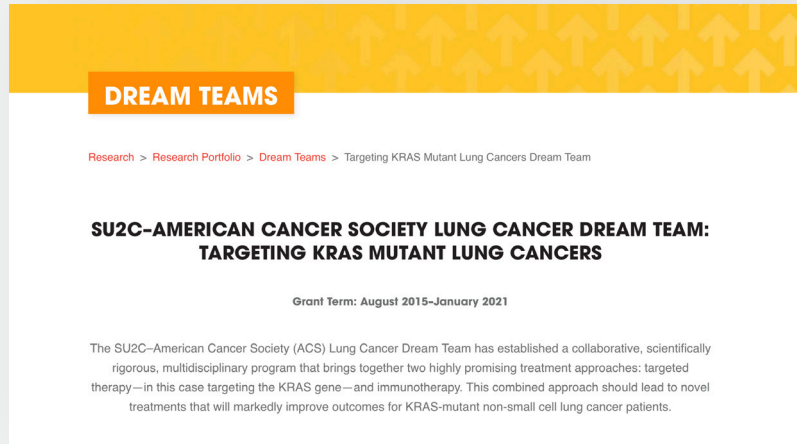 DREAM TEAMS
Research > Research Portfolio > Dream Teams > Targeting KRAS Mutant Lung Cancers Dream Team
SU2C–AMERICAN CANCER SOCIETY LUNG CANCER DREAM TEAM:
TARGETING KRAS MUTANT LUNG CANCERS
Grant Term: August 2015–January 2021
The SU2C–American Cancer Society (ACS) Lung Cancer Dream Team has established a collaborative, scientifically
rigorous, multidisciplinary program that brings together two highly promising treatment approaches: targeted
therapy—in this case targeting the KRAS gene—and immunotherapy. This combined approach should lead to novel
treatments that will markedly improve outcomes for KRAS-mutant non-small cell lung cancer patients.